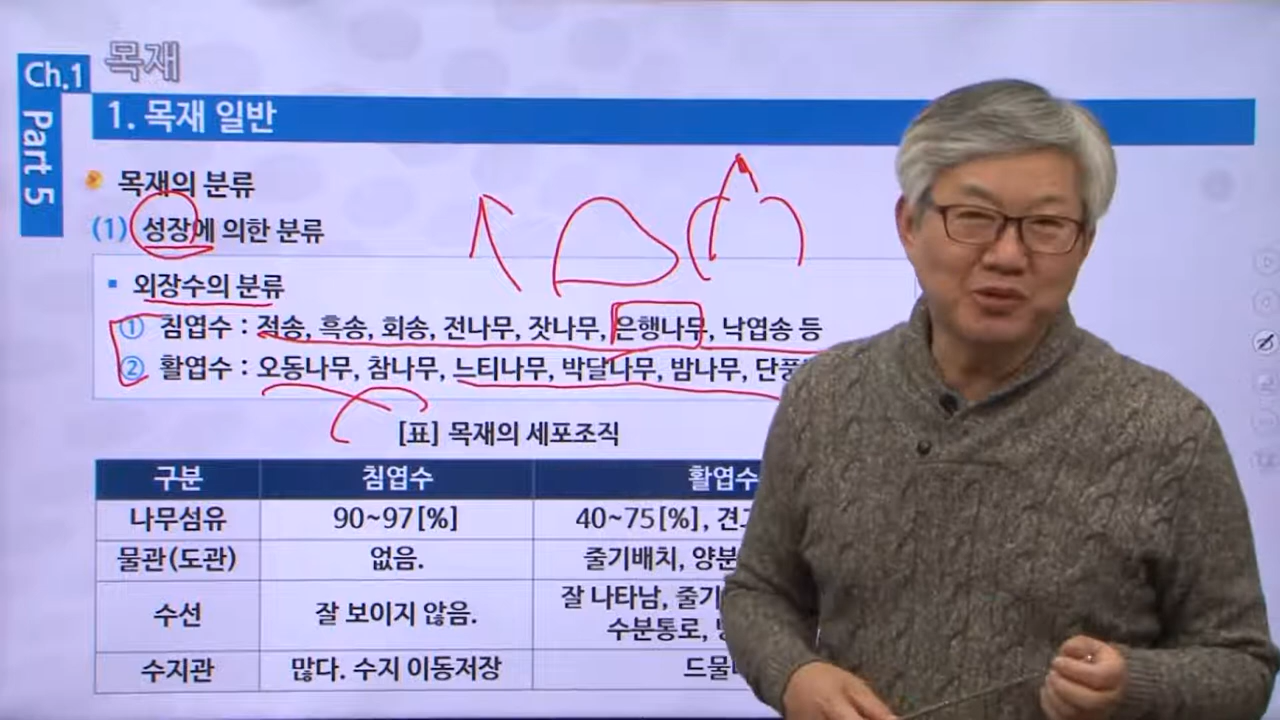 목재
Ch.1
Part 5
1. 목재 일반
목재의 분류
(1) 성장에 의한 분류
▪ 외장수의 분류
① 침엽수 : 적송, 흑송, 회송, 전나무, 잣나무, 은행나무, 낙엽송 등
② 활엽수 : 오동나무, 참나무, 느티나무, 박달나무, 밤나무,
[표] 목재의 세포조직
구분 침엽수 활엽수
나무섬유 90~97[%] 40~75[%],
물관(도관) 없음. 줄기배치, 양분
수선 잘 보이지 않음. 잘 나타남, 줄기
수분통로,
수지관 많다. 수지 이동저장